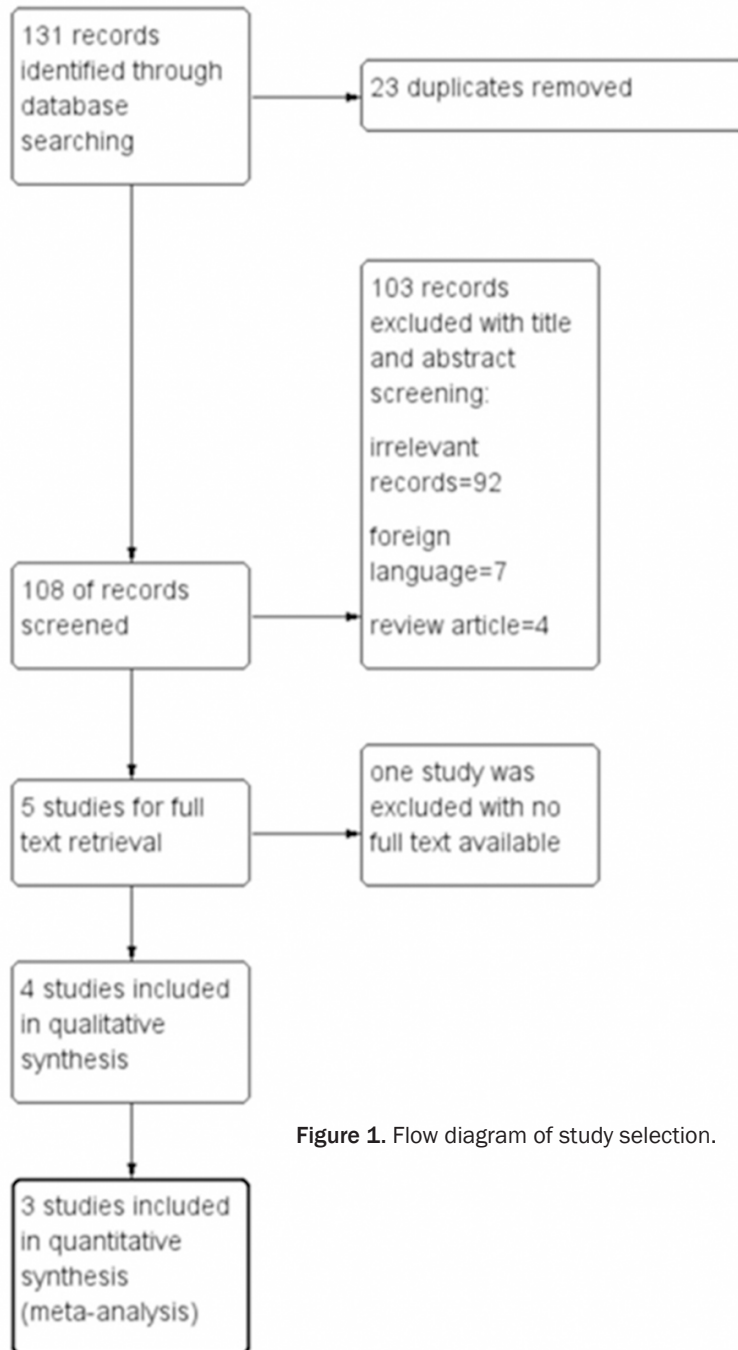 131 records
identified through
database
searching
23 duplicates removed
103 records
excluded with title
and abstract
screening:
irrelevant
records=92
foreign
language=7
review article=4
108 of records
screened
5 studies for full
text retrieval
one study was
excluded with no
full text available
4 studies included
in qualitative
synthesis
Figure 1. Flow diagram of study selection.
3 studies included
in quantitative
synthesis
(meta-analysis)